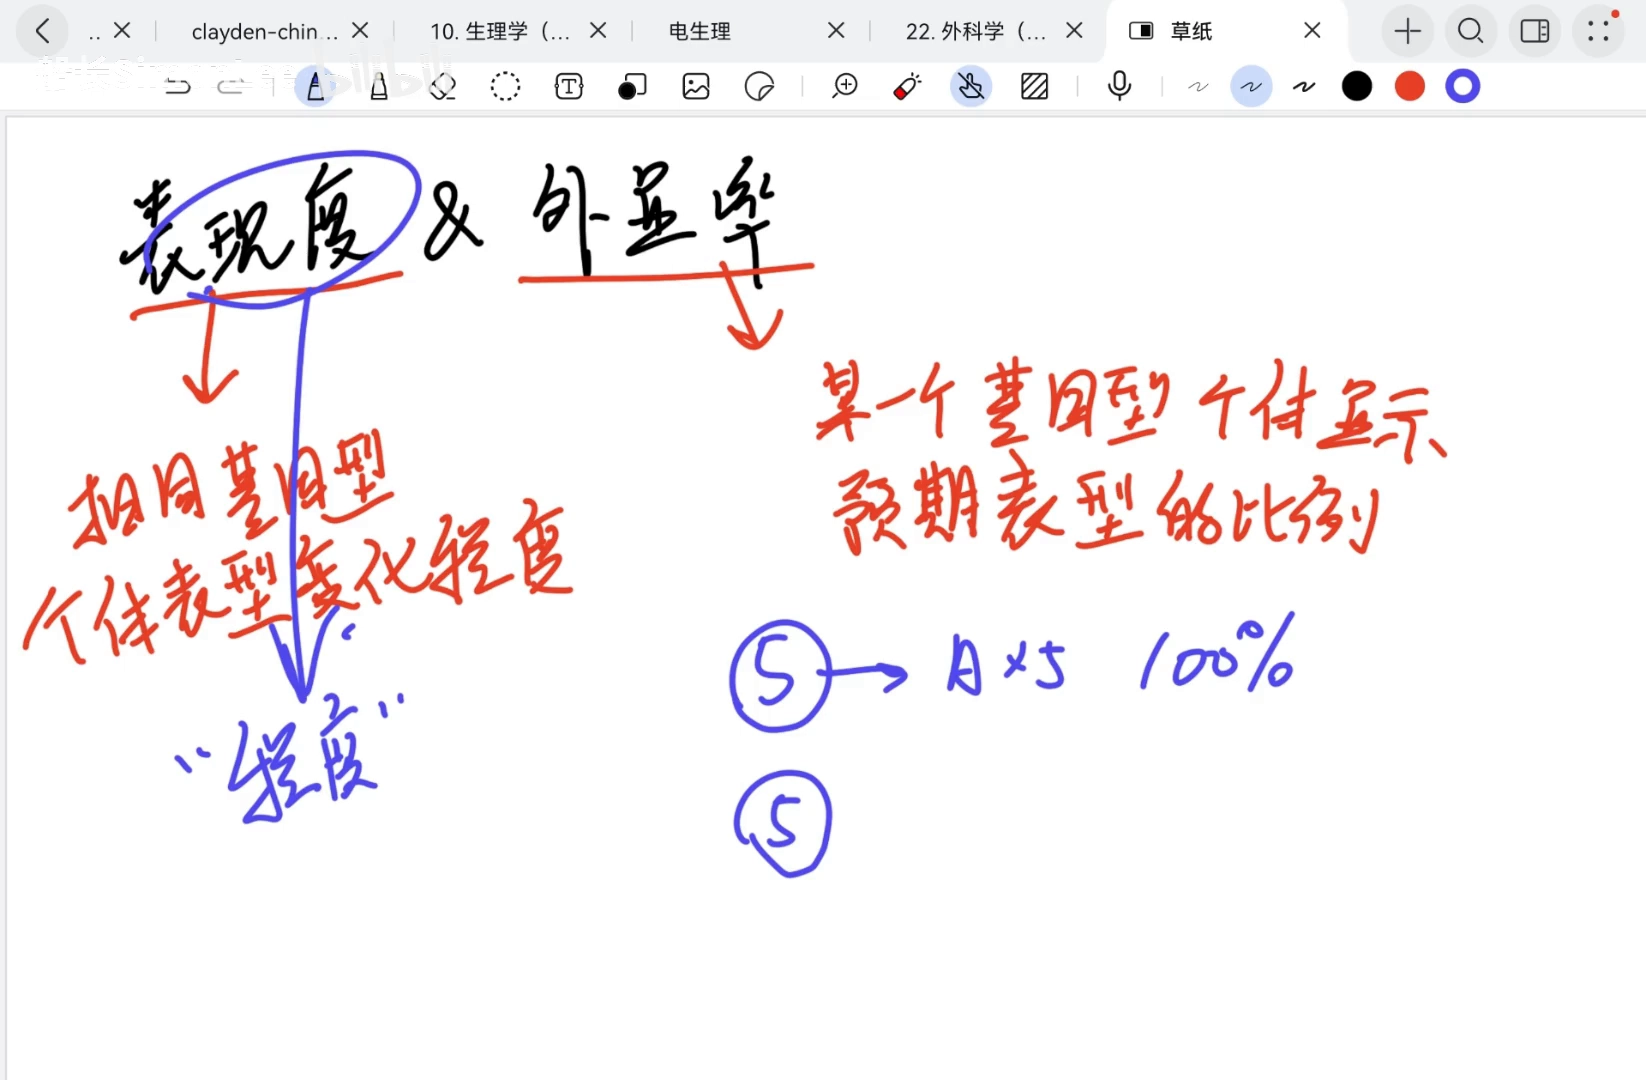 .. clayden-chin... 10. 生理学（... 电生理 22. 外科学（... 草纸
表现度 & 外显率
相同基因型
个体表型变化程度
"程度"
某一个基因型个体显示
预期表型的比例
5 → A×5 100%
5